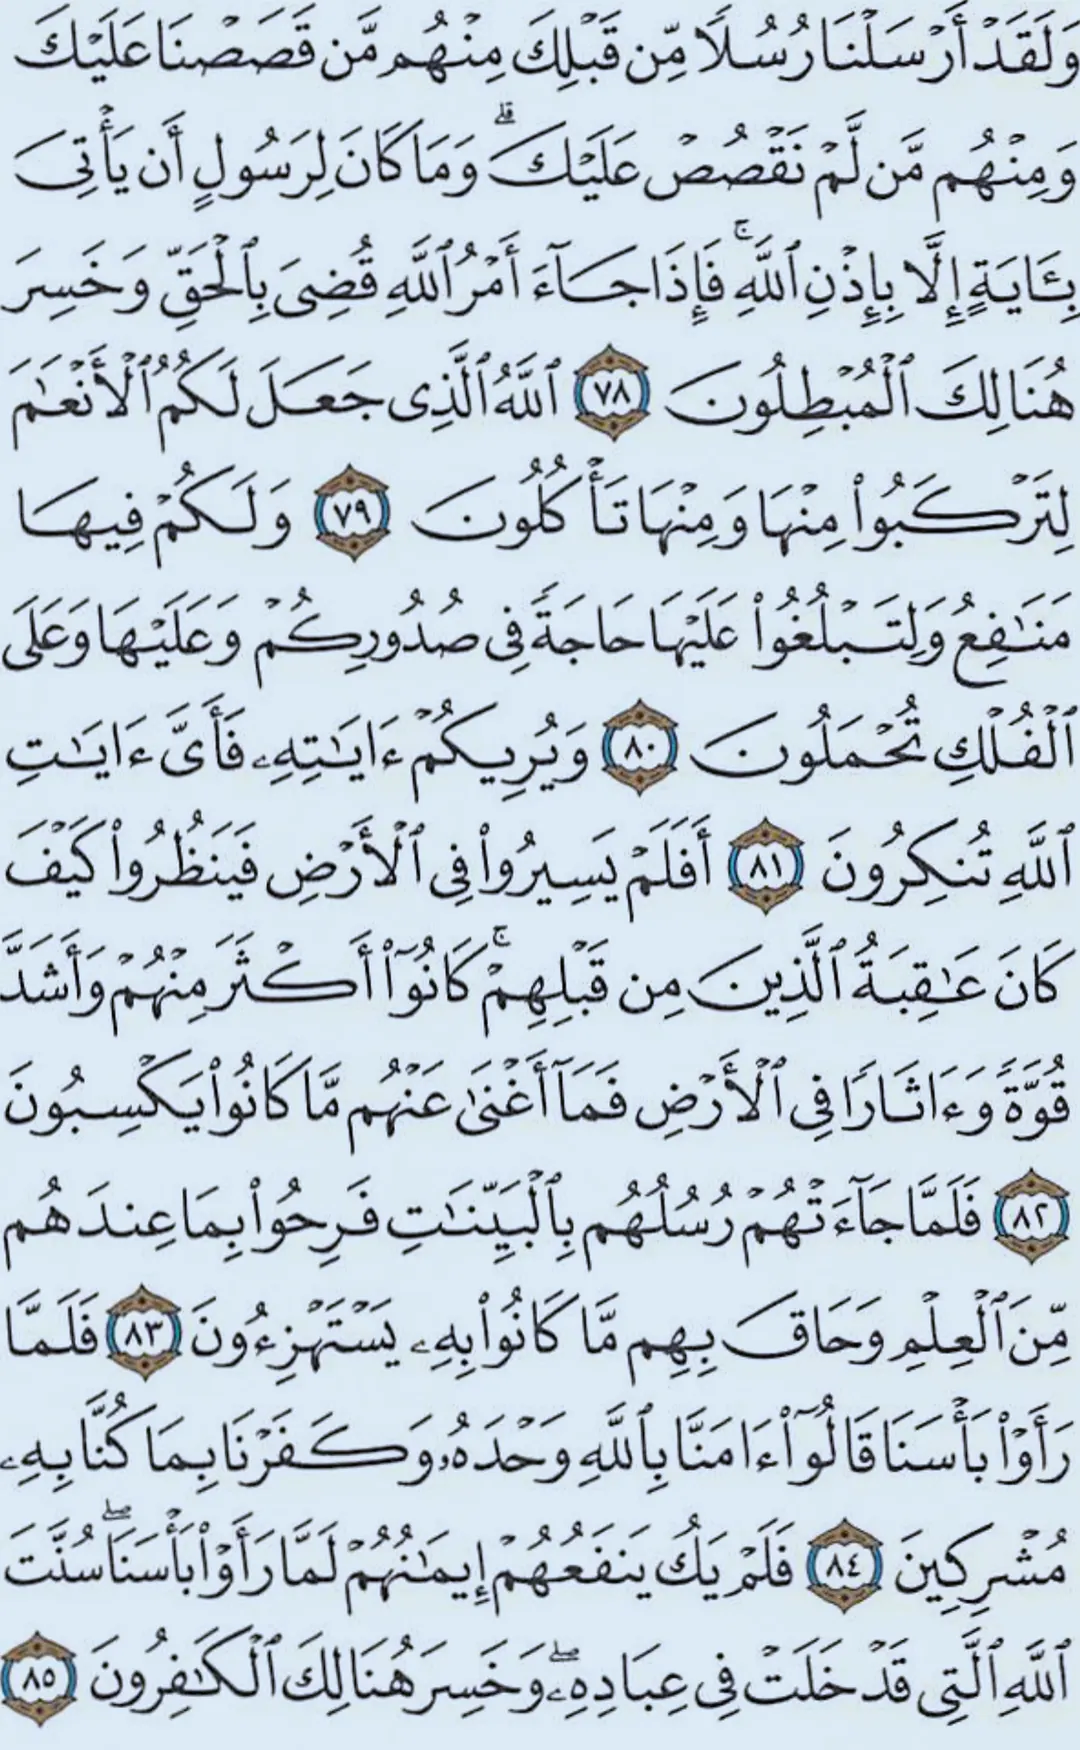 وَلَقَدۡ أَرۡسَلۡنَا رُسُلًا مِّن قَبۡلِكَ مِنۡهُم مَّن قَصَصۡنَا عَلَيۡكَ
وَمِنۡهُم مَّن لَّمۡ نَقۡصُصۡ عَلَيۡكَۗ وَمَا كَانَ لِرَسُولٍ أَن يَأۡتِيَ
بِـَٔايَةٍ إِلَّا بِإِذۡنِ ٱللَّهِۚ فَإِذَا جَآءَ أَمۡرُ ٱللَّهِ قُضِيَ بِٱلۡحَقِّ وَخَسِرَ
هُنَالِكَ ٱلۡمُبۡطِلُونَ ٧٨ ٱللَّهُ ٱلَّذِي جَعَلَ لَكُمُ ٱلۡأَنۡعَٰمَ
لِتَرۡكَبُواْ مِنۡهَا وَمِنۡهَا تَأۡكُلُونَ ٧٩ وَلَكُمۡ فِيهَا
مَنَٰفِعُ وَلِتَبۡلُغُواْ عَلَيۡهَا حَاجَةٗ فِي صُدُورِكُمۡ وَعَلَيۡهَا وَعَلَى
ٱلۡفُلۡكِ تُحۡمَلُونَ ٨٠ وَيُرِيكُمۡ ءَايَٰتِهِۦ فَأَيَّ ءَايَٰتِ
ٱللَّهِ تُنكِرُونَ ٨١ أَفَلَمۡ يَسِيرُواْ فِي ٱلۡأَرۡضِ فَيَنظُرُواْ كَيۡفَ
كَانَ عَٰقِبَةُ ٱلَّذِينَ مِن قَبۡلِهِمۡۚ كَانُوٓاْ أَكۡثَرَ مِنۡهُمۡ وَأَشَدَّ
قُوَّةٗ وَءَاثَارٗا فِي ٱلۡأَرۡضِ فَمَآ أَغۡنَىٰ عَنۡهُم مَّا كَانُواْ يَكۡسِبُونَ
٨٢ فَلَمَّا جَآءَتۡهُمۡ رُسُلُهُم بِٱلۡبَيِّنَٰتِ فَرِحُواْ بِمَا عِندَهُم
مِّنَ ٱلۡعِلۡمِ وَحَاقَ بِهِم مَّا كَانُواْ بِهِۦ يَسۡتَهۡزِءُونَ ٨٣ فَلَمَّا
رَأَوۡاْ بَأۡسَنَا قَالُوٓاْ ءَامَنَّا بِٱللَّهِ وَحۡدَهُۥ وَكَفَرۡنَا بِمَا كُنَّا بِهِۦ
مُشۡرِكِينَ ٨٤ فَلَمۡ يَكُ يَنفَعُهُمۡ إِيمَٰنُهُمۡ لَمَّا رَأَوۡاْ بَأۡسَنَاۖ سُنَّتَ
ٱللَّهِ ٱلَّتِي قَدۡ خَلَتۡ فِي عِبَادِهِۦۖ وَخَسِرَ هُنَالِكَ ٱلۡكَٰفِرُونَ ٨٥